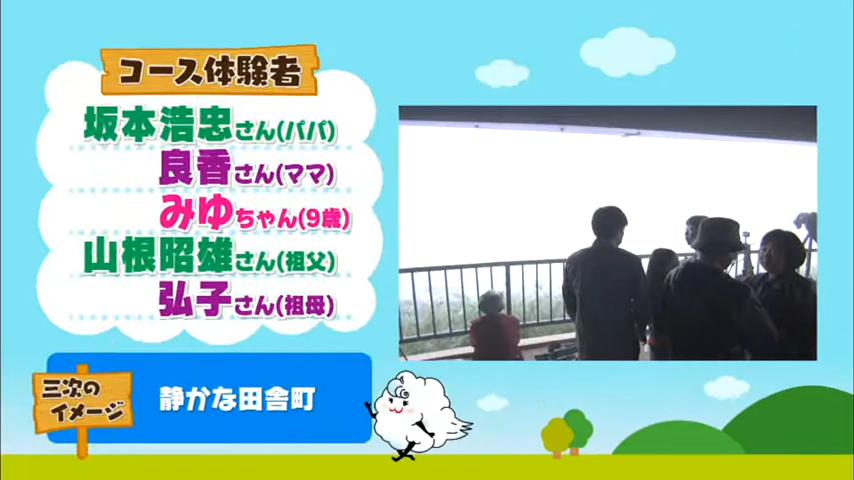 コース体験者
坂本浩忠さん(パパ)
良香さん(ママ)
みゆちゃん(9歳)
山根昭雄さん(祖父)
弘子さん(祖母)
三次の
イメージ
静かな田舎町